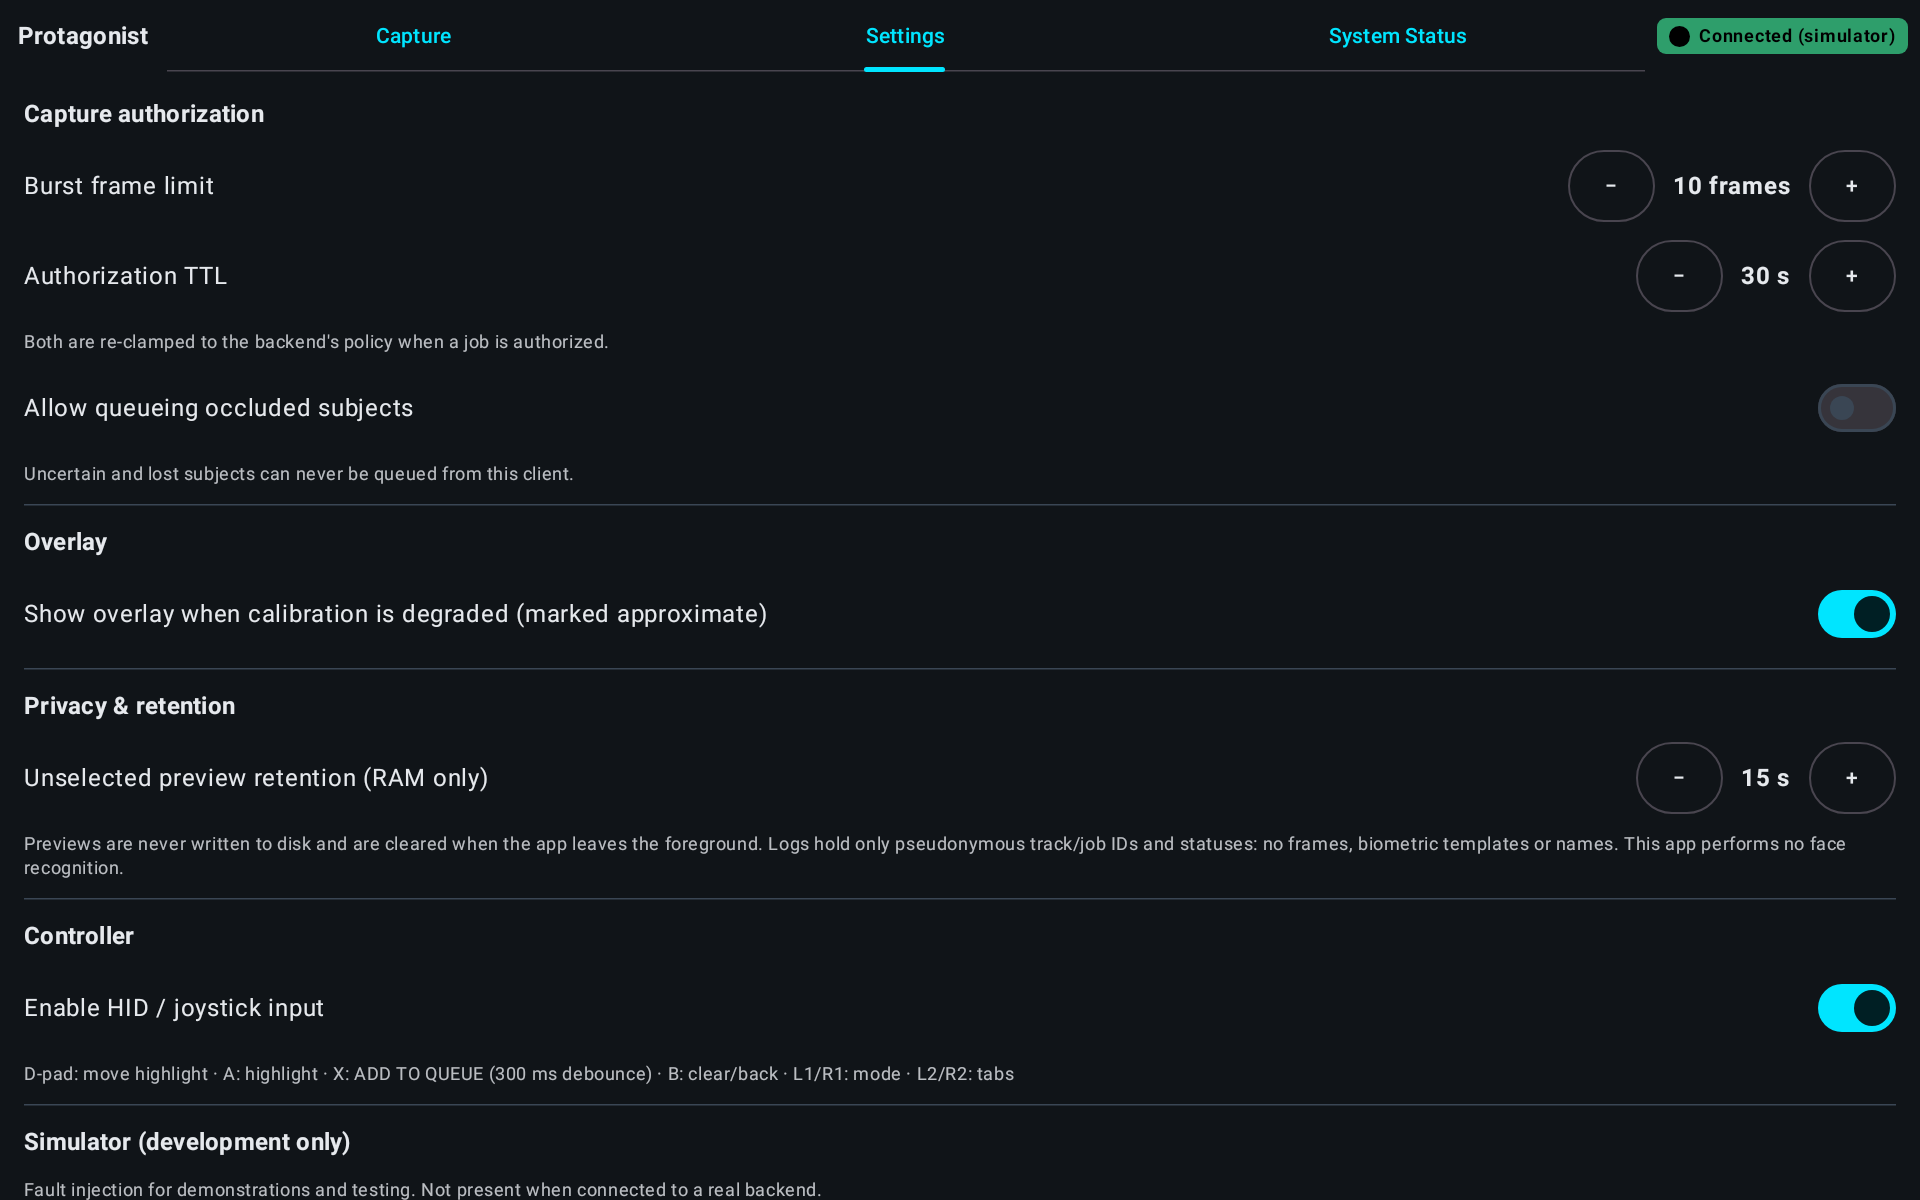 Protagonist
Capture
Settings
System Status
Connected (simulator)
Capture authorization
Burst frame limit
− 10 frames +
Authorization TTL
− 30 s +
Both are re-clamped to the backend's policy when a job is authorized.
Allow queueing occluded subjects
Uncertain and lost subjects can never be queued from this client.
Overlay
Show overlay when calibration is degraded (marked approximate)
Privacy & retention
Unselected preview retention (RAM only)
− 15 s +
Previews are never written to disk and are cleared when the app leaves the foreground. Logs hold only pseudonymous track/job IDs and statuses: no frames, biometric templates or names. This app performs no face
recognition.
Controller
Enable HID / joystick input
D-pad: move highlight · A: highlight · X: ADD TO QUEUE (300 ms debounce) · B: clear/back · L1/R1: mode · L2/R2: tabs
Simulator (development only)
Fault injection for demonstrations and testing. Not present when connected to a real backend.